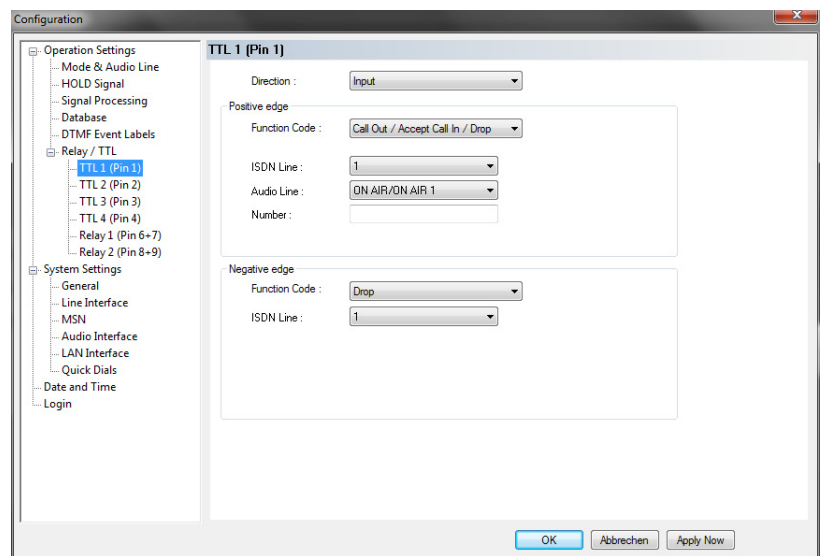 Configuration
Operation Settings
Mode & Audio Line
HOLD Signal
Signal Processing
Database
DTMF Event Labels
Relay / TTL
TTL 1 (Pin 1)
TTL 2 (Pin 2)
TTL 3 (Pin 3)
TTL 4 (Pin 4)
Relay 1 (Pin 6+7)
Relay 2 (Pin 8+9)
System Settings
General
Line Interface
MSN
Audio Interface
LAN Interface
Quick Dials
Date and Time
Login
TTL 1 (Pin 1)
Direction : Input
Positive edge
Function Code : Call Out / Accept Call In / Drop
ISDN Line : 1
Audio Line : ON AIR/ON AIR 1
Number :
Negative edge
Function Code : Drop
ISDN Line : 1
OK Abbrechen Apply Now